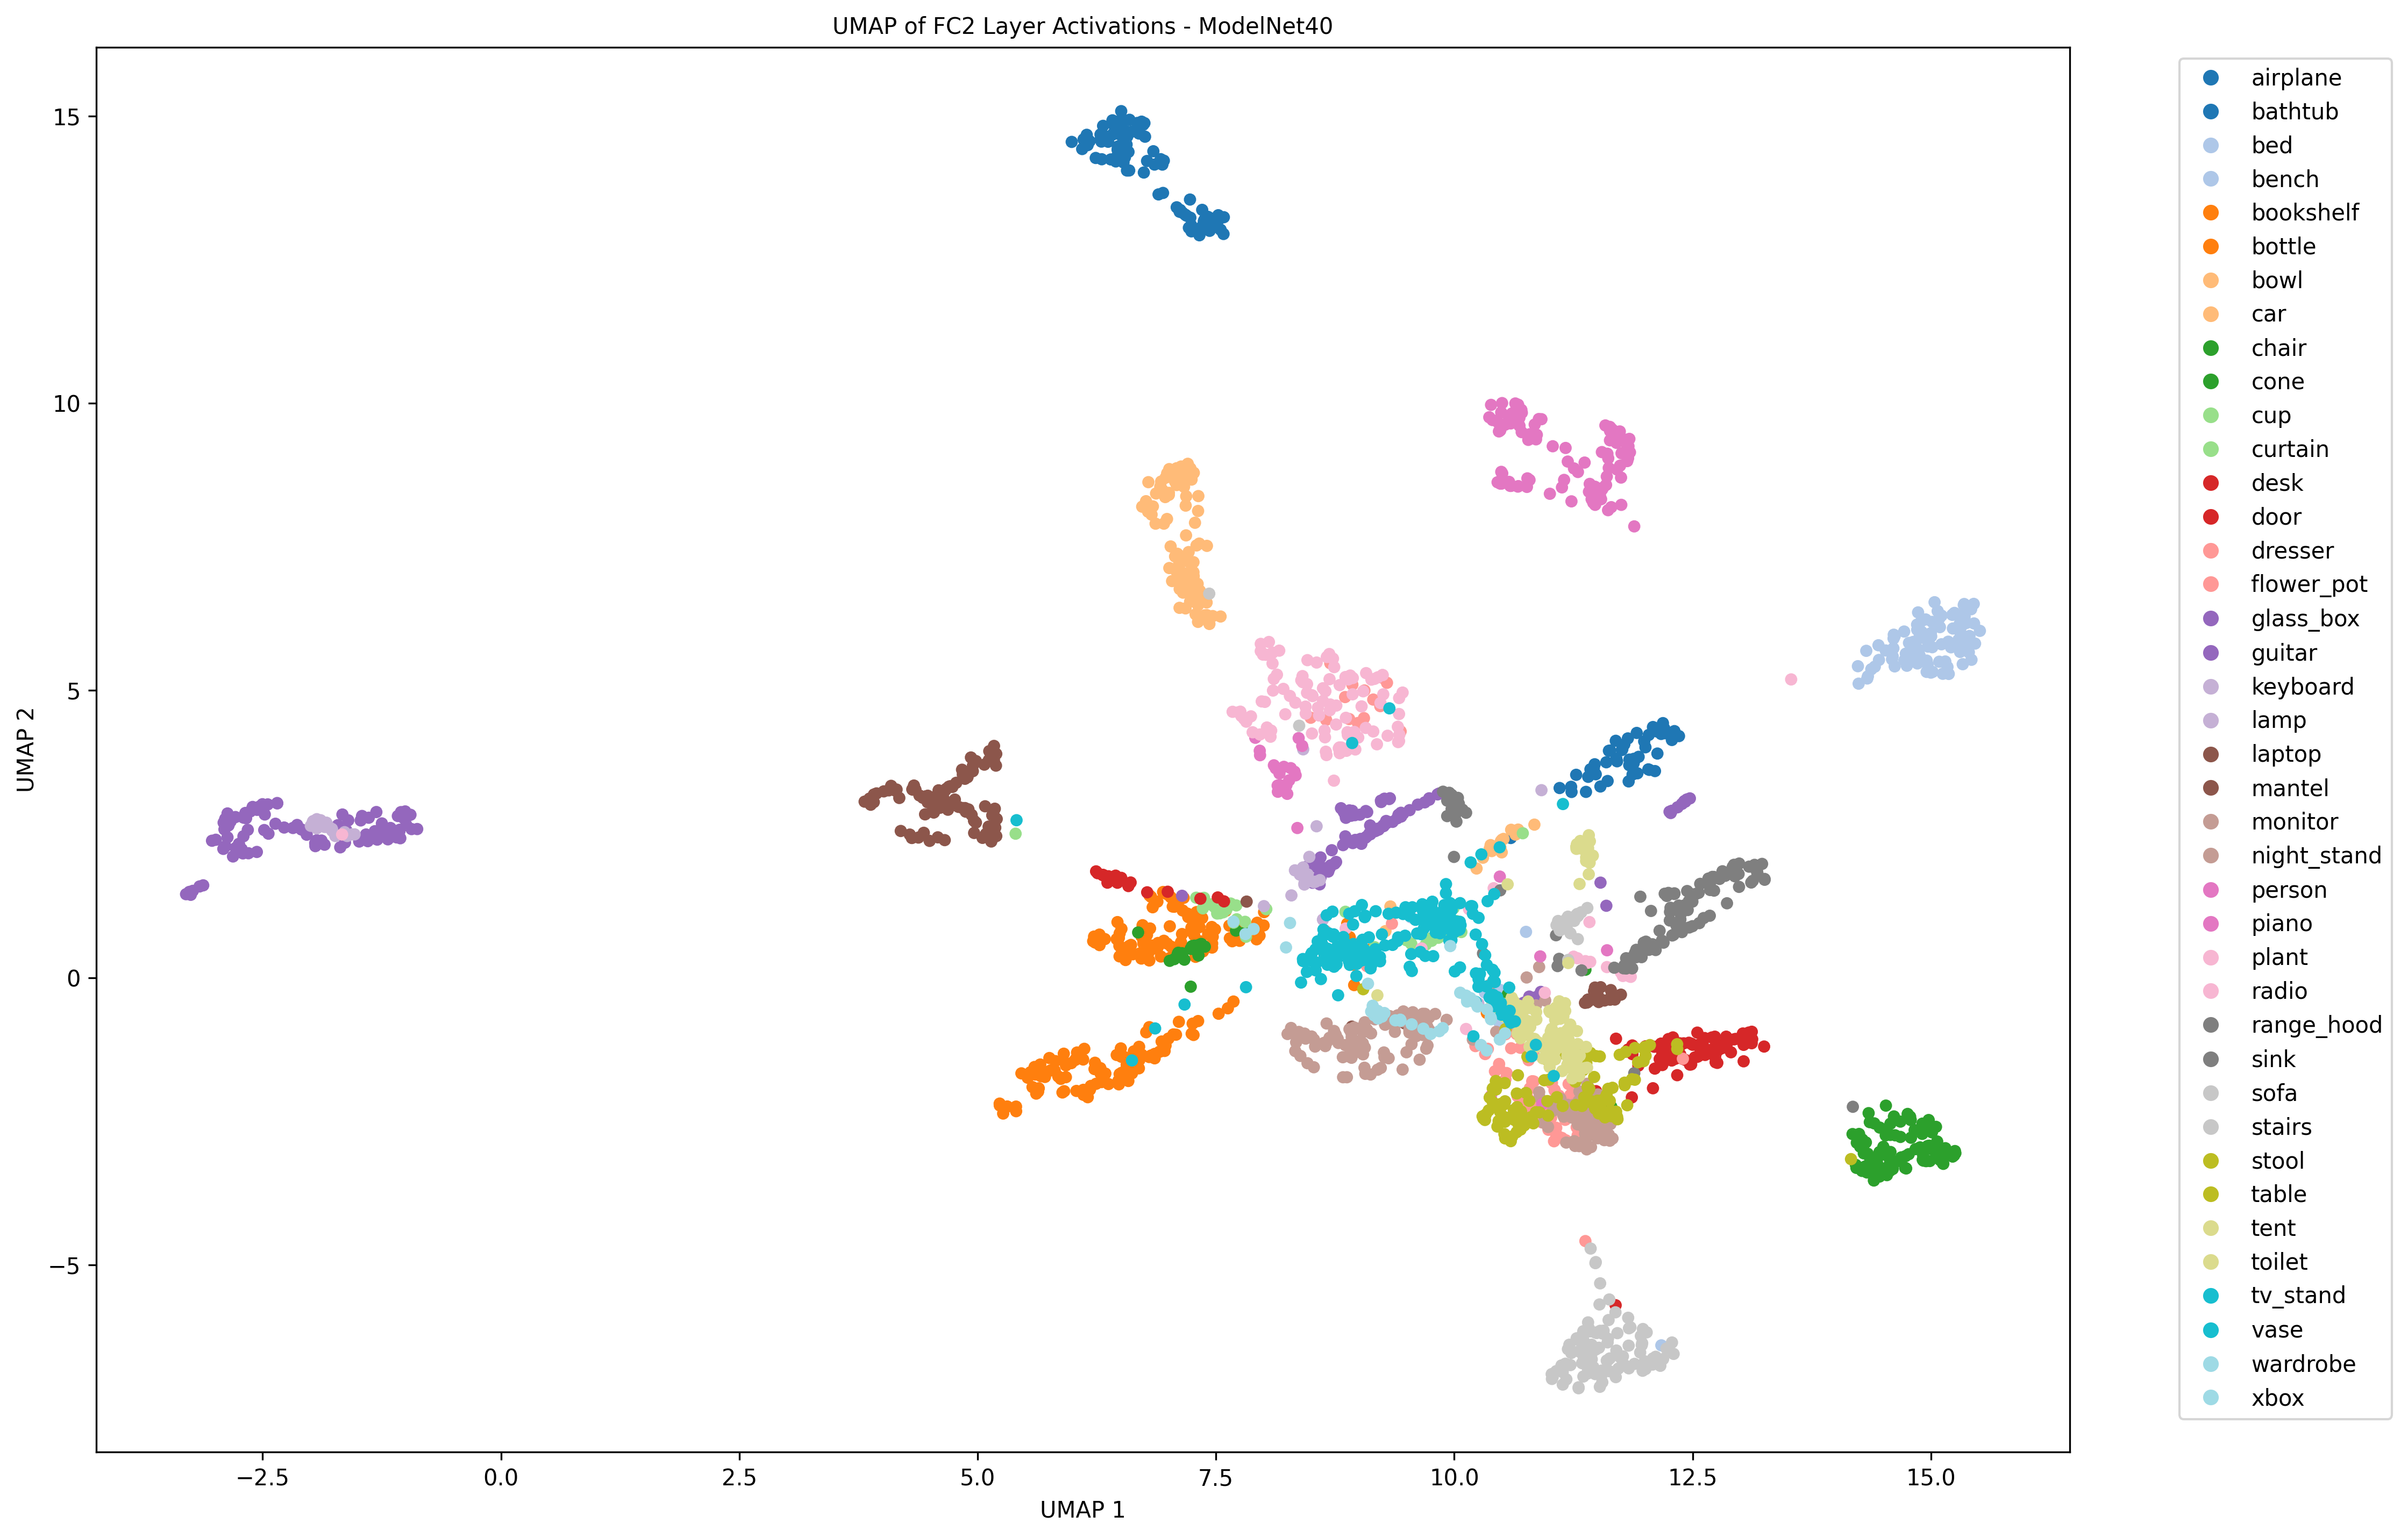 UMAP of FC2 Layer Activations - ModelNet40
15
10
5
0
−5
UMAP 2
−2.5
0.0
2.5
5.0
7.5
10.0
12.5
15.0
UMAP 1
airplane
bathtub
bed
bench
bookshelf
bottle
bowl
car
chair
cone
cup
curtain
desk
door
dresser
flower_pot
glass_box
guitar
keyboard
lamp
laptop
mantel
monitor
night_stand
person
piano
plant
radio
range_hood
sink
sofa
stairs
stool
table
tent
toilet
tv_stand
vase
wardrobe
xbox